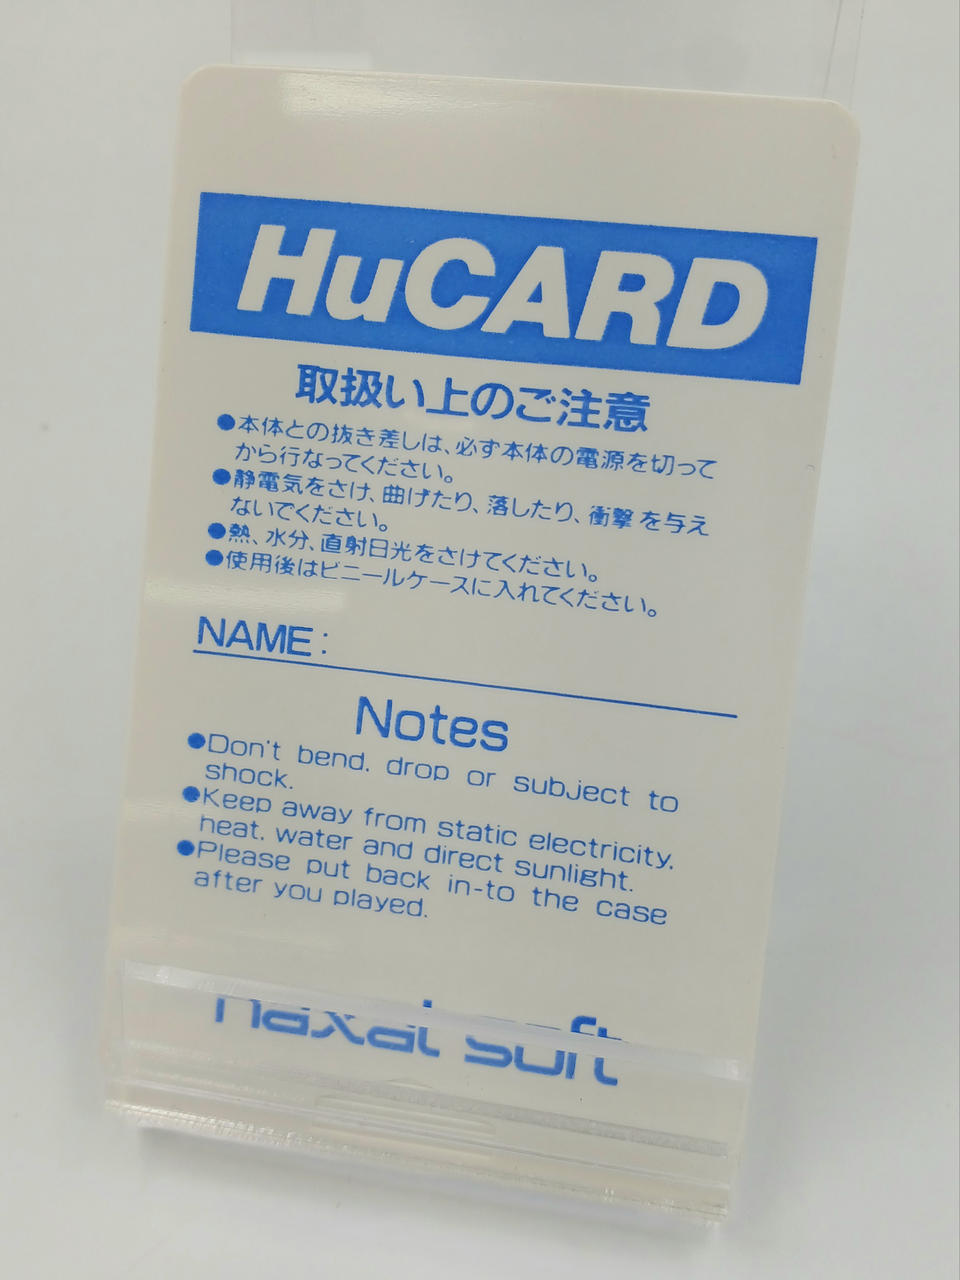 HuCARD
取扱い上のご注意
●本体との抜き差しは、必ず本体の電源を切って
から行なってください。
●静電気をさけ、曲げたり、落したり、衝撃を与え
ないでください。
●熱、水分、直射日光をさけてください。
●使用後はビニールケースに入れてください。
NAME:
Notes
●Don't bend. drop or subject to
shock.
●Keep away from static electricity.
heat. water and direct sunlight.
●Please put back in-to the case
after you played.
naxat soft